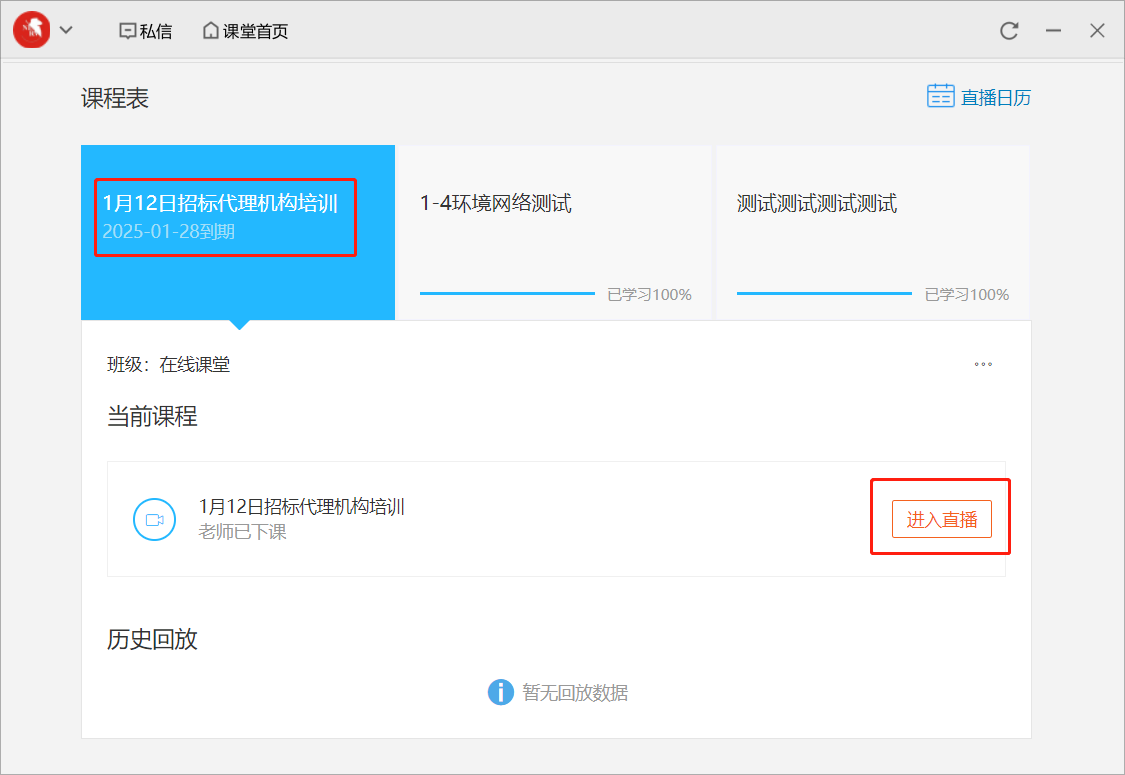 私信
课堂首页
课程表
直播日历
1月12日招标代理机构培训
2025-01-28到期
1-4环境网络测试
已学习100%
测试测试测试测试
已学习100%
班级：在线课堂
当前课程
1月12日招标代理机构培训
老师已下课
进入直播
历史回放
暂无回放数据